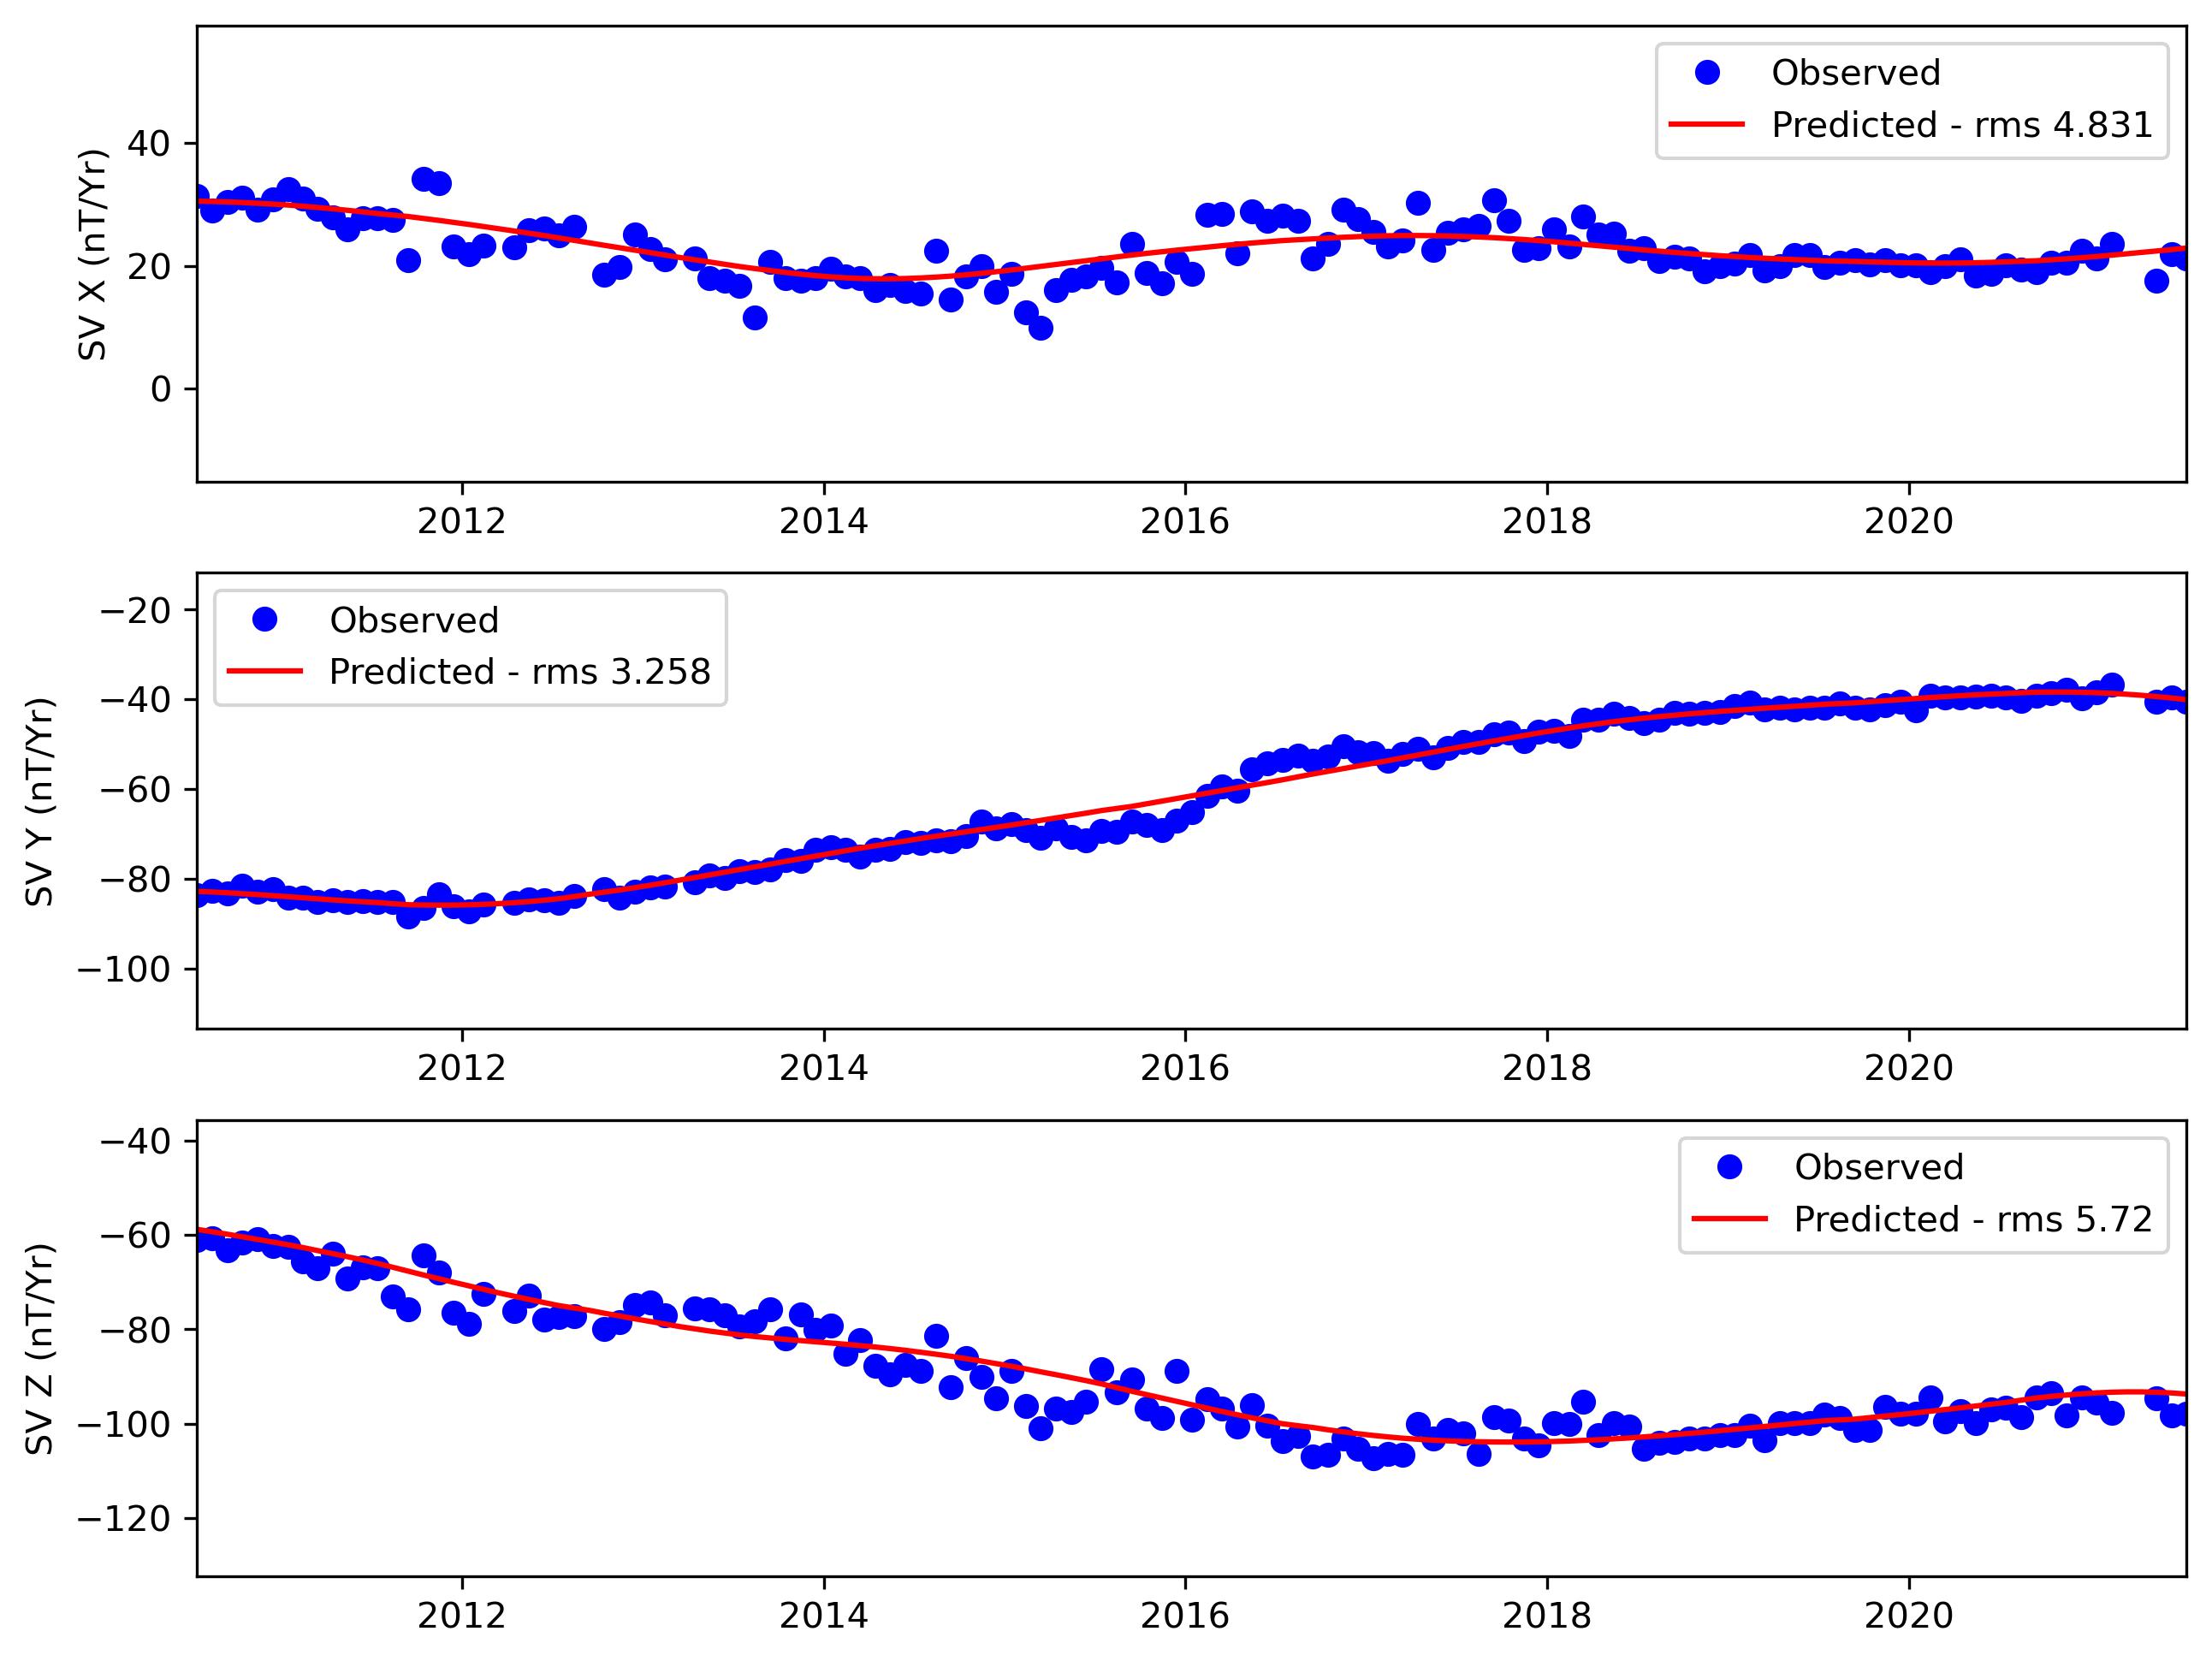 SV X (nT/Yr)
40
20
0
Observed
Predicted - rms 4.831
2012 2014 2016 2018 2020
SV Y (nT/Yr)
−20
−40
−60
−80
−100
Observed
Predicted - rms 3.258
2012 2014 2016 2018 2020
SV Z (nT/Yr)
−40
−60
−80
−100
−120
Observed
Predicted - rms 5.72
2012 2014 2016 2018 2020